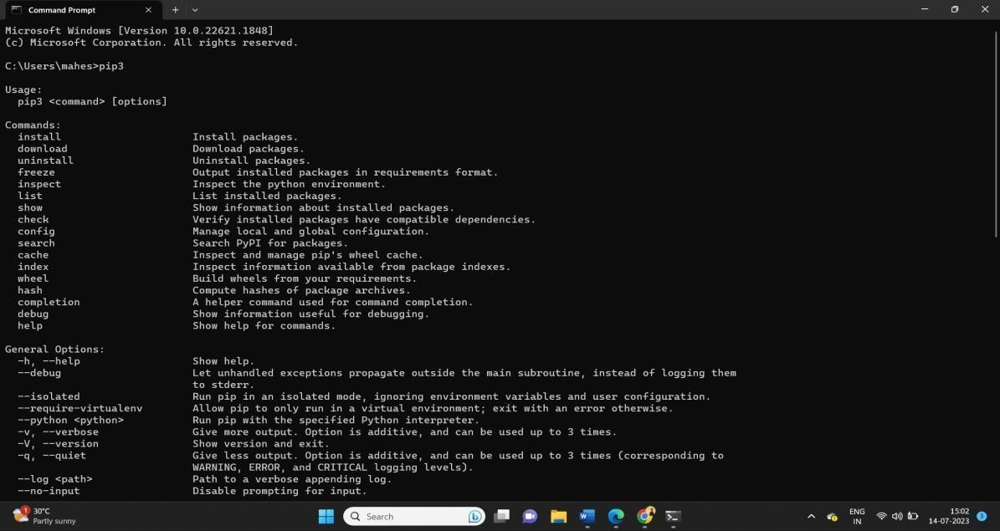 Command Prompt
Microsoft Windows [Version 10.0.22621.1848]
(c) Microsoft Corporation. All rights reserved.
C:\Users\mahes>pip3
Usage:
pip3 <command> [options]
Commands:
install Install packages.
download Download packages.
uninstall Uninstall packages.
freeze Output installed packages in requirements format.
inspect Inspect the python environment.
list List installed packages.
show Show information about installed packages.
check Verify installed packages have compatible dependencies.
config Manage local and global configuration.
search Search PyPI for packages.
cache Inspect and manage pip's wheel cache.
index Inspect information available from package indexes.
wheel Build wheels from your requirements.
hash Compute hashes of package archives.
completion A helper command used for command completion.
debug Show information useful for debugging.
help Show help for commands.
General Options:
-h, --help Show help.
--debug Let unhandled exceptions propagate outside the main subroutine, instead of logging them
to stderr.
--isolated Run pip in an isolated mode, ignoring environment variables and user configuration.
--require-virtualenv Allow pip to only run in a virtual environment; exit with an error otherwise.
--python <python> Run pip with the specified Python interpreter.
-v, --verbose Give more output. Option is additive, and can be used up to 3 times.
-V, --version Show version and exit.
-q, --quiet Give less output. Option is additive, and can be used up to 3 times (corresponding to
WARNING, ERROR, and CRITICAL logging levels).
--log <path> Path to a verbose appending log.
--no-input Disable prompting for input.
1
30°C
Partly sunny
Search
W
ENG
IN
15:02
14-07-2023
3